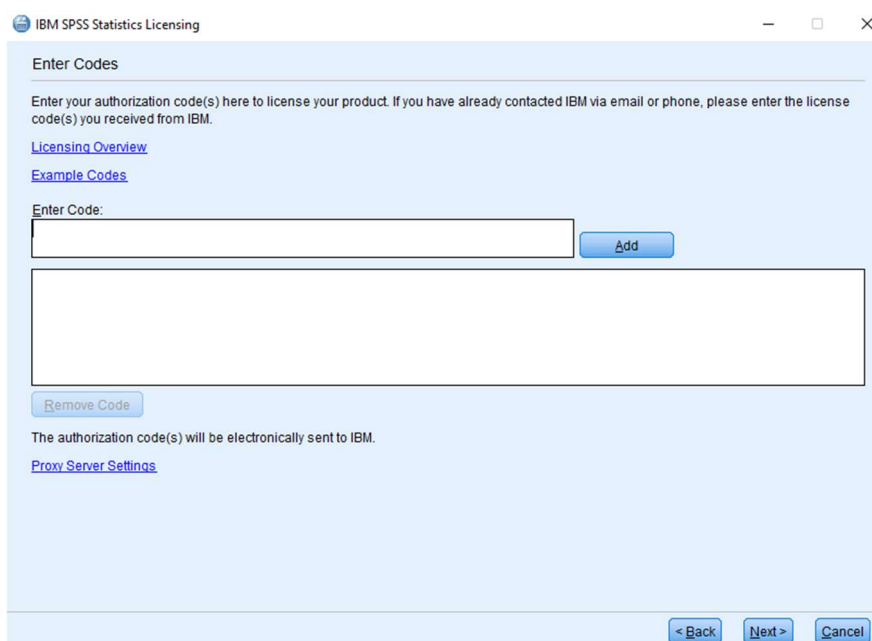 IBM SPSS Statistics Licensing
Enter Codes
Enter your authorization code(s) here to license your product. If you have already contacted IBM via email or phone, please enter the license
code(s) you received from IBM.
Licensing Overview
Example Codes
Enter Code:
Add
Remove Code
The authorization code(s) will be electronically sent to IBM.
Proxy Server Settings
< Back Next > Cancel